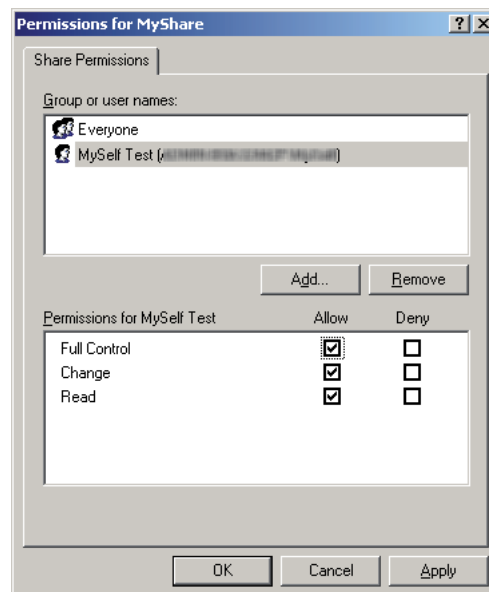 Permissions for MyShare
Share Permissions
Group or user names:
Everyone
MySelf Test (
Add... Remove
Permissions for MySelf Test Allow Deny
Full Control
Change
Read
OK Cancel Apply